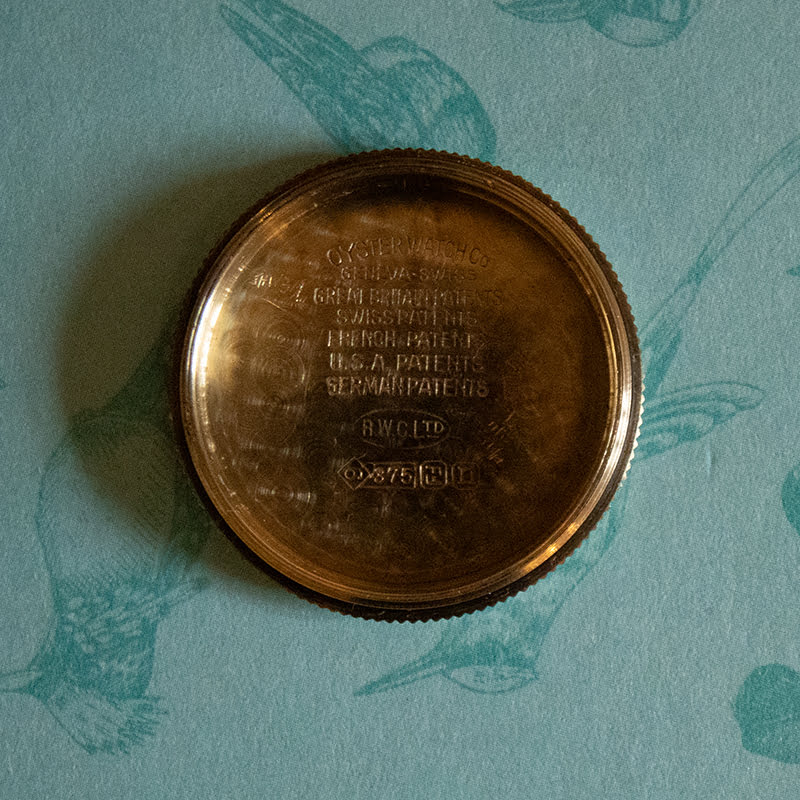 OYSTER WATCH Co
GENEVA-SWISS
GREAT BRITAIN PATENTS
SWISS PATENTS
FRENCH PATENTS
U.S.A. PATENTS
GERMAN PATENTS
R.W.C.LTD
375